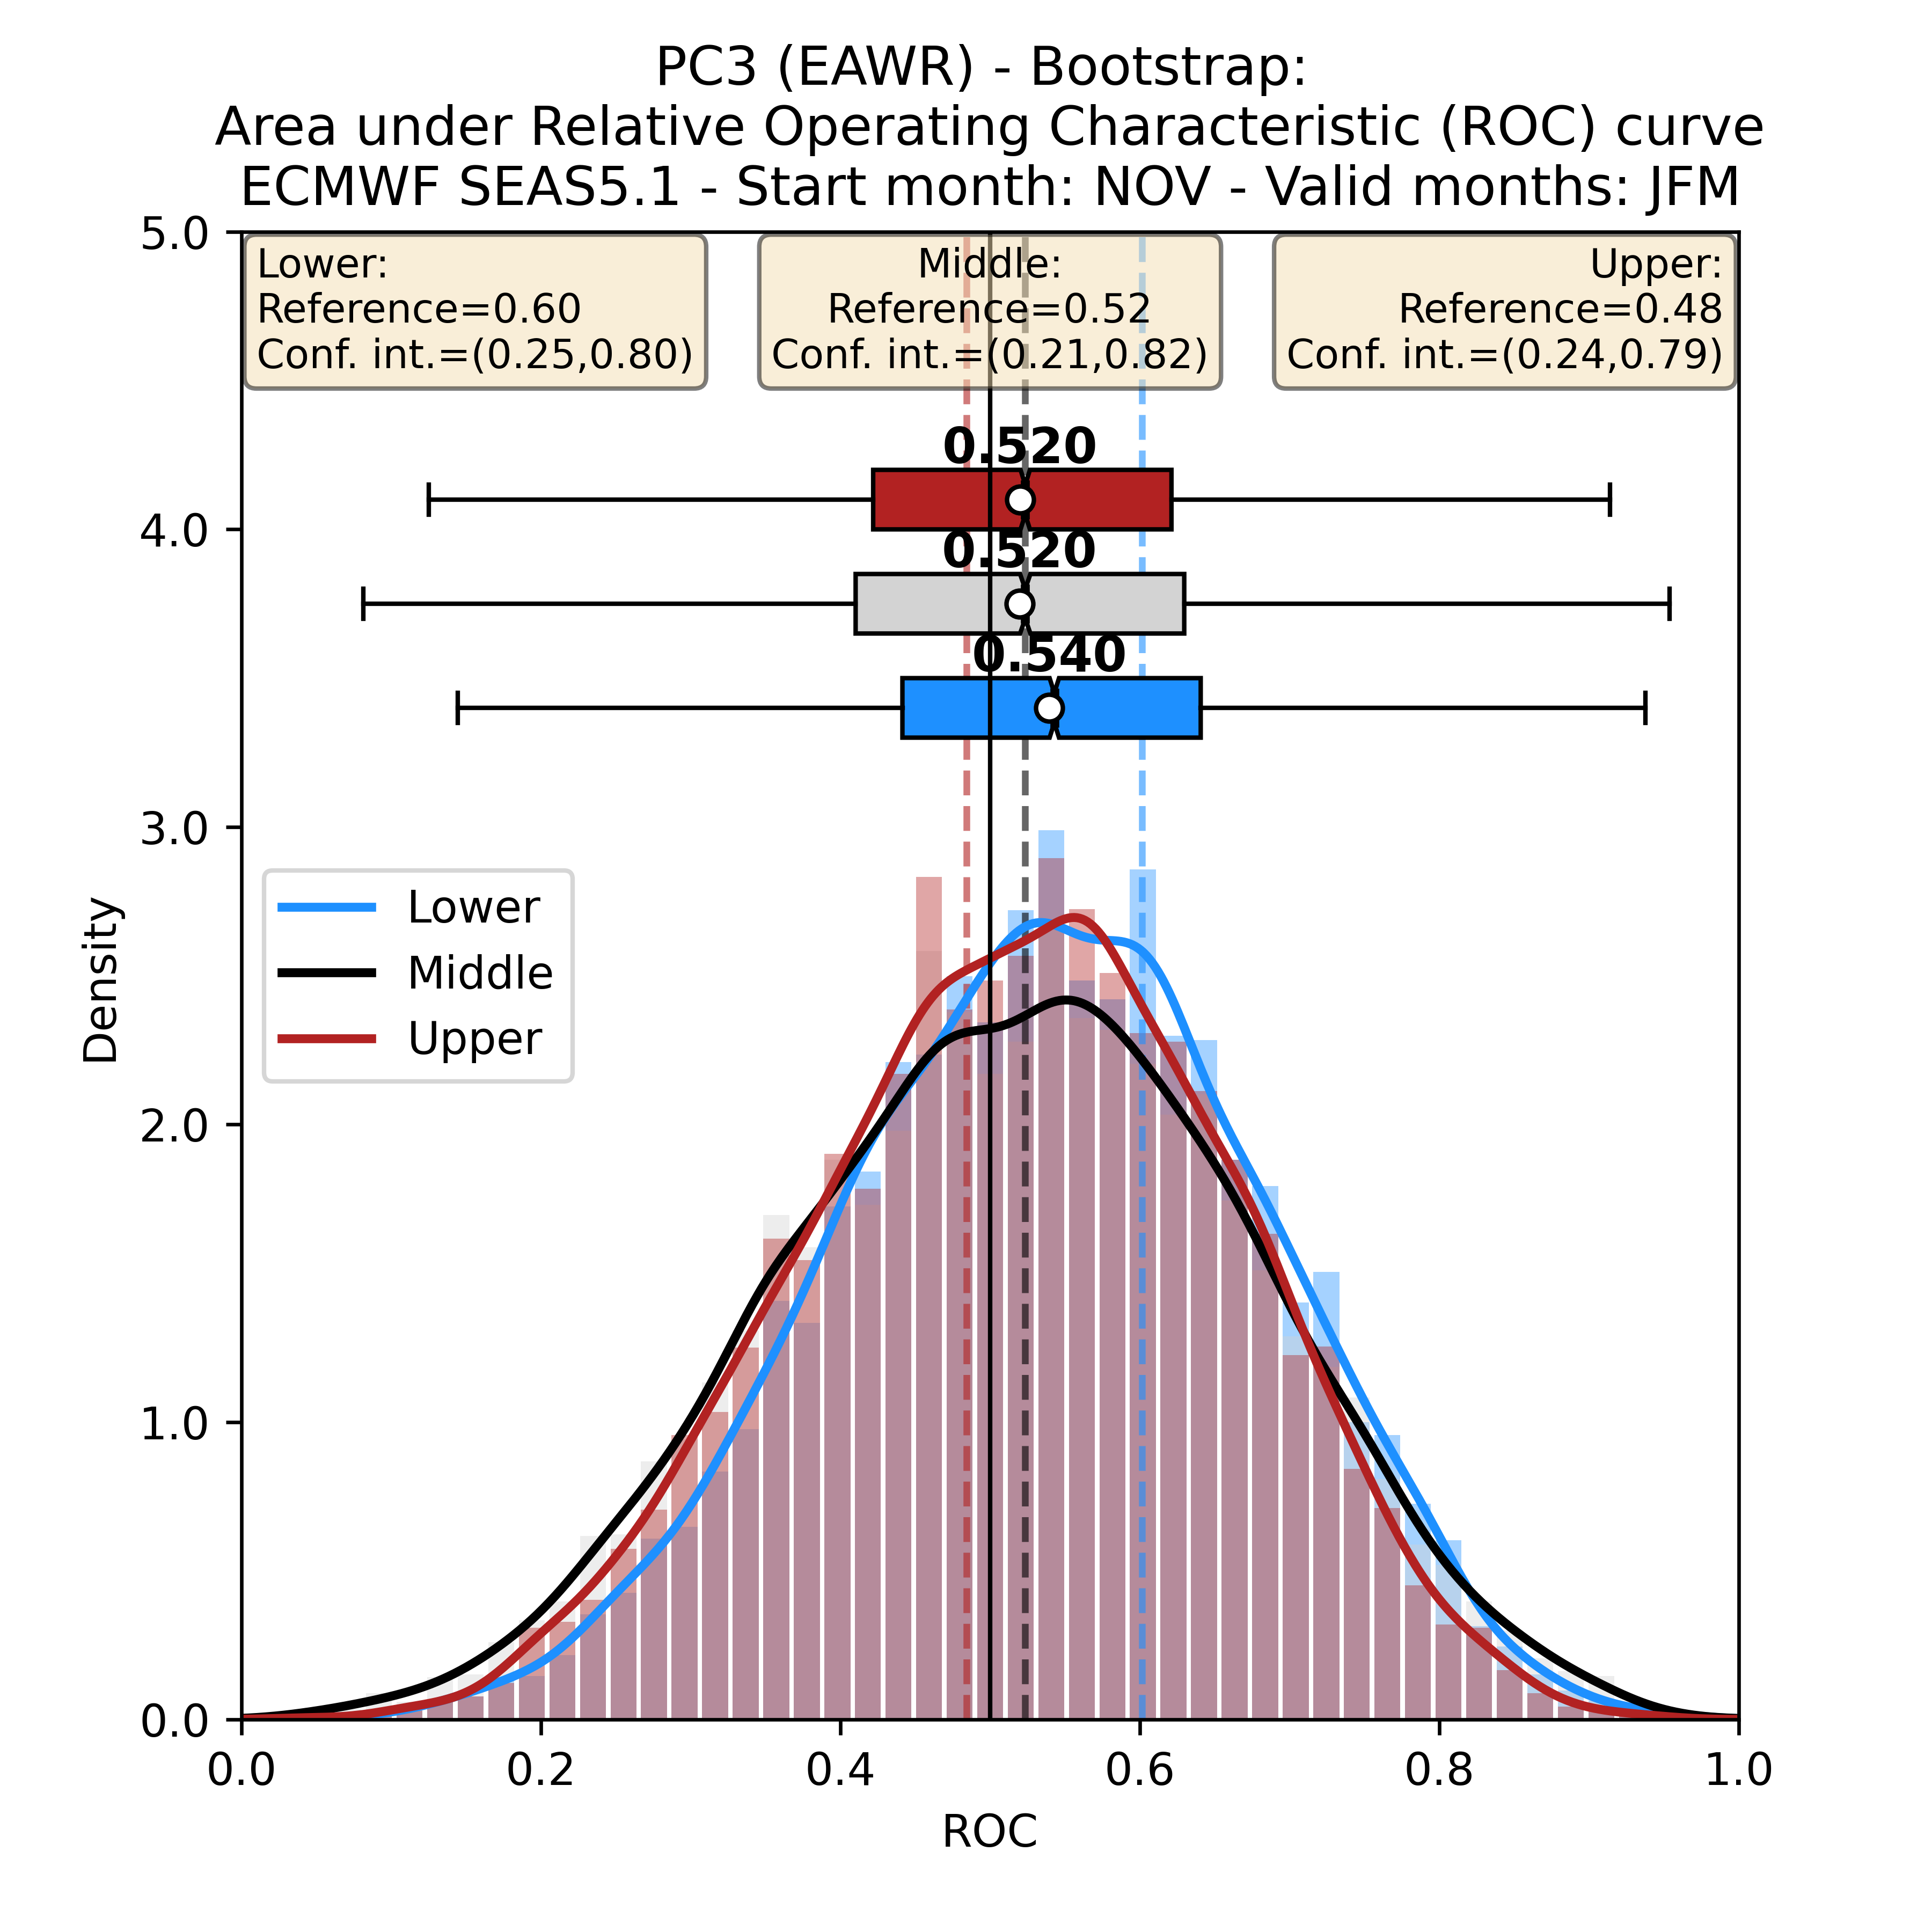 PC3 (EAWR) - Bootstrap:
Area under Relative Operating Characteristic (ROC) curve
ECMWF SEAS5.1 - Start month: NOV - Valid months: JFM
Lower:
Reference=0.60
Conf. int.=(0.25,0.80)
Middle:
Reference=0.52
Conf. int.=(0.21,0.82)
Upper:
Reference=0.48
Conf. int.=(0.24,0.79)
0.520
0.520
0.540
5.0
4.0
3.0
2.0
1.0
0.0
Density
Lower
Middle
Upper
0.0
0.2
0.4
0.6
0.8
1.0
ROC